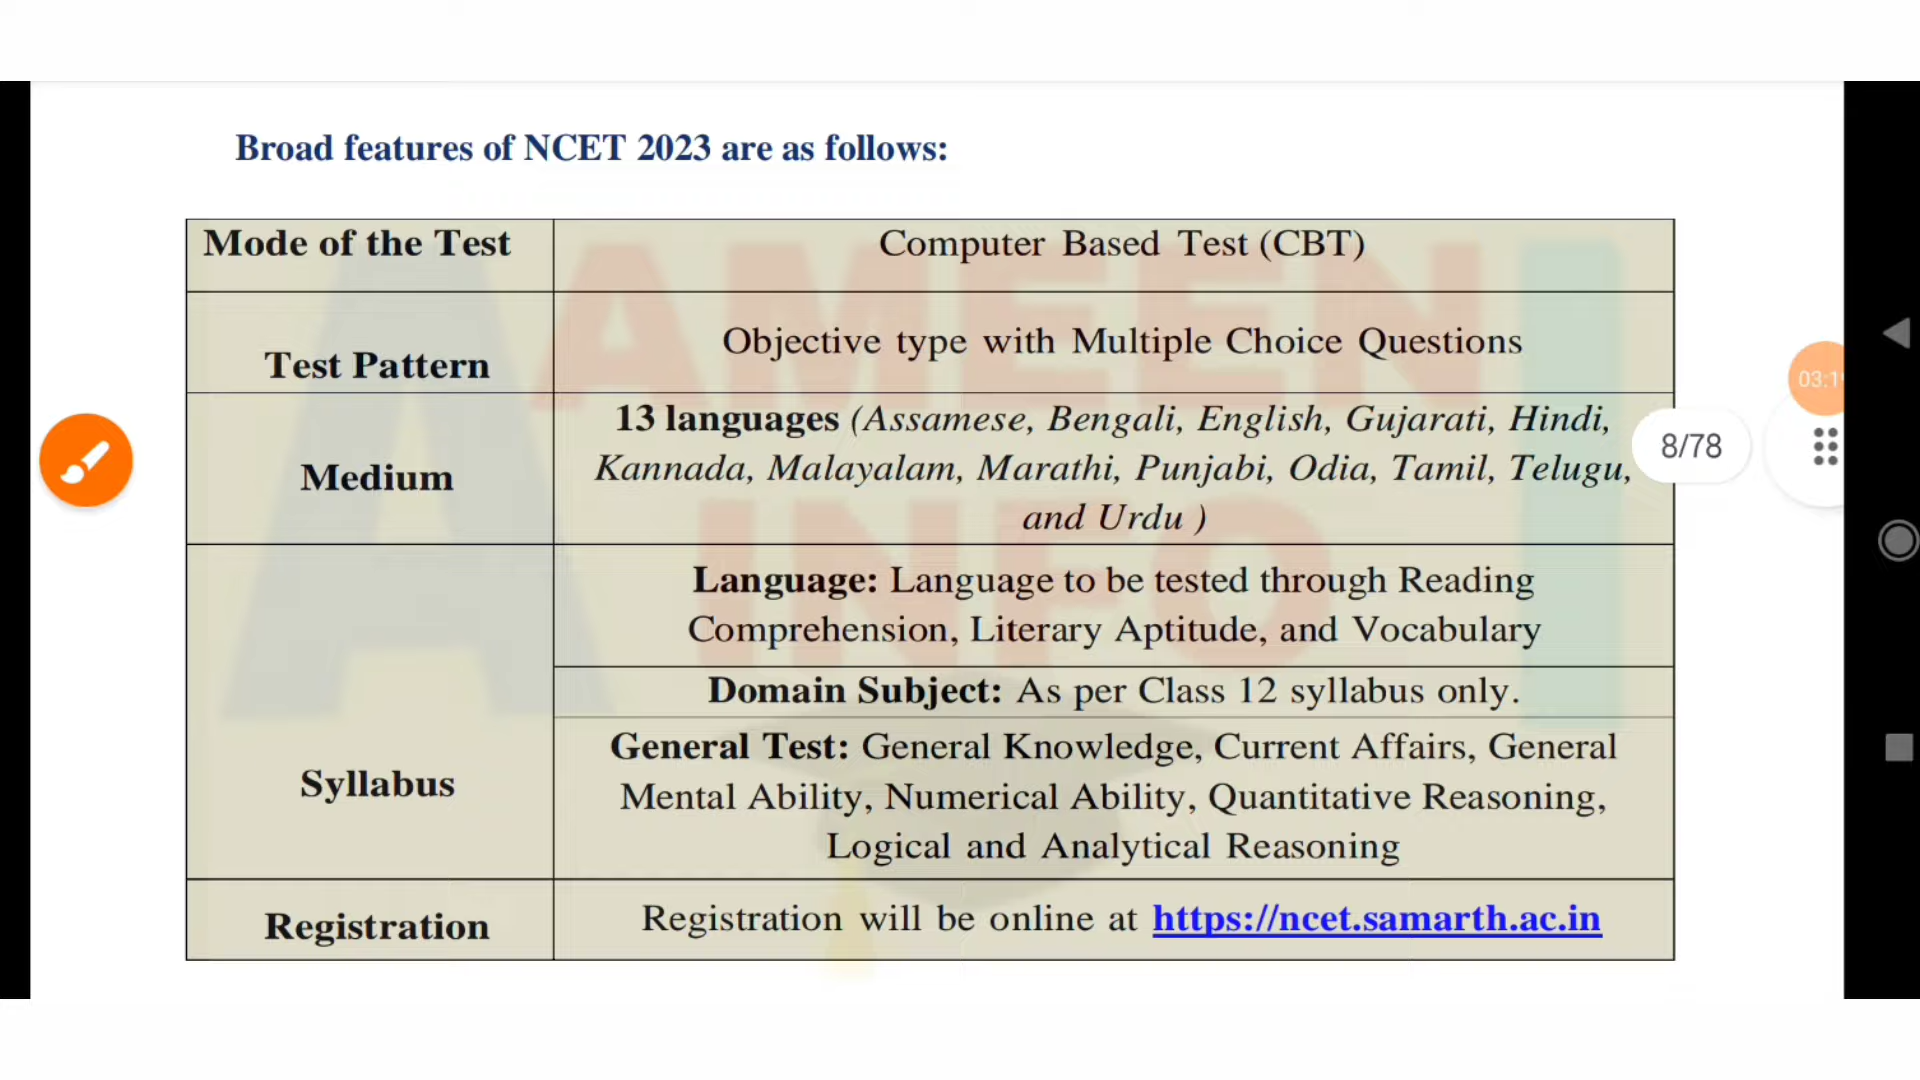 Broad features of NCET 2023 are as follows:
Mode of the Test
Computer Based Test (CBT)
Test Pattern
Objective type with Multiple Choice Questions
Medium
13 languages (Assamese, Bengali, English, Gujarati, Hindi,
Kannada, Malayalam, Marathi, Punjabi, Odia, Tamil, Telugu,
and Urdu )
Syllabus
Language: Language to be tested through Reading
Comprehension, Literary Aptitude, and Vocabulary
Domain Subject: As per Class 12 syllabus only.
General Test: General Knowledge, Current Affairs, General
Mental Ability, Numerical Ability, Quantitative Reasoning,
Logical and Analytical Reasoning
Registration
Registration will be online at https://ncet.samarth.ac.in
8/78
AMEEN
INFO